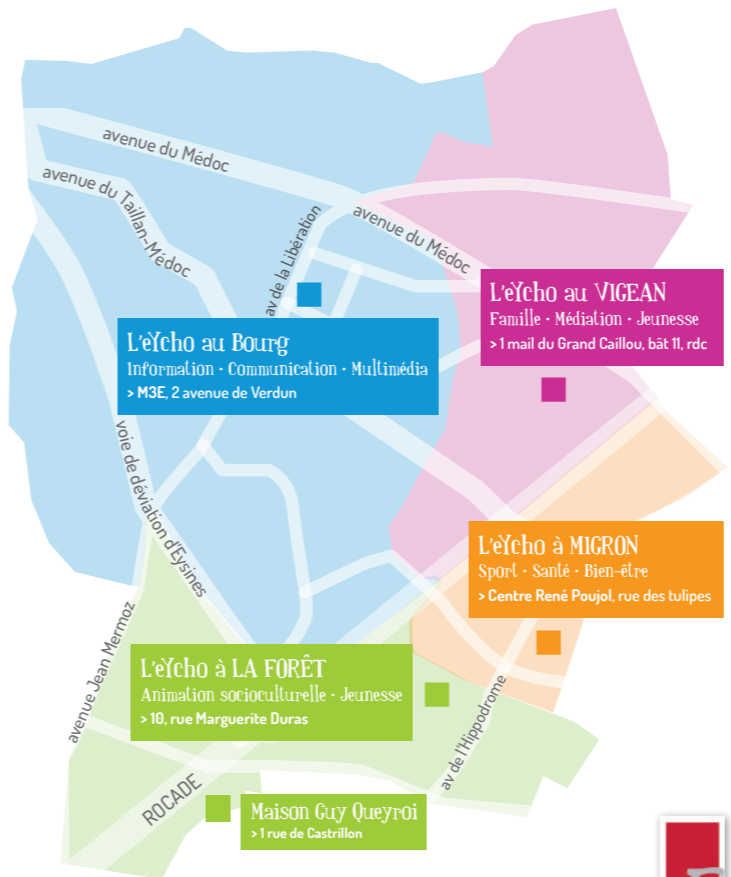 avenue du Médoc
avenue du Taillan-Médoc
av de la Libération
avenue du Médoc
L'eYcho au VIGEAN
Famille • Médiation • Jeunesse
> 1 mail du Grand Caillou, bât 11, rdc
L'eYcho au Bourg
Information • Communication • Multimédia
> M3E, 2 avenue de Verdun
voie de déviation d'Eysines
L'eYcho à MIGRON
Sport • Santé • Bien-être
> Centre René Poujol, rue des tulipes
avenue Jean Mermoz
L'eYcho à LA FORÊT
Animation socioculturelle • Jeunesse
> 10, rue Marguerite Duras
av de l'Hippodrome
ROCADE
Maison Guy Queyroi
> 1 rue de Castrillon